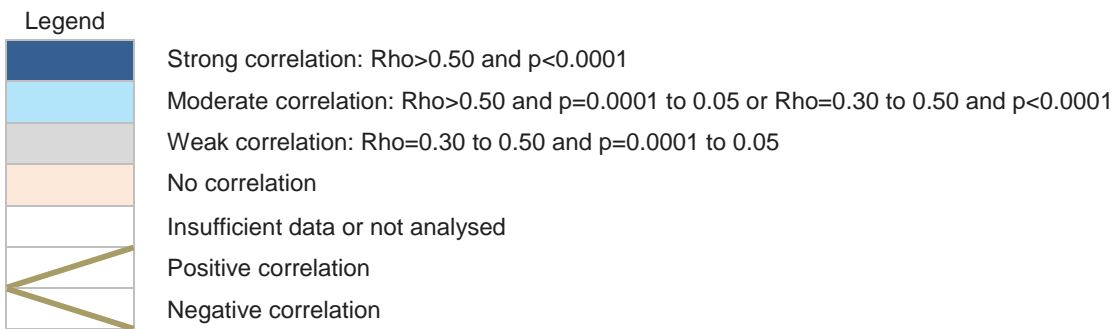 Legend
Strong correlation: Rho>0.50 and p<0.0001
Moderate correlation: Rho>0.50 and p=0.0001 to 0.05 or Rho=0.30 to 0.50 and p<0.0001
Weak correlation: Rho=0.30 to 0.50 and p=0.0001 to 0.05
No correlation
Insufficient data or not analysed
Positive correlation
Negative correlation